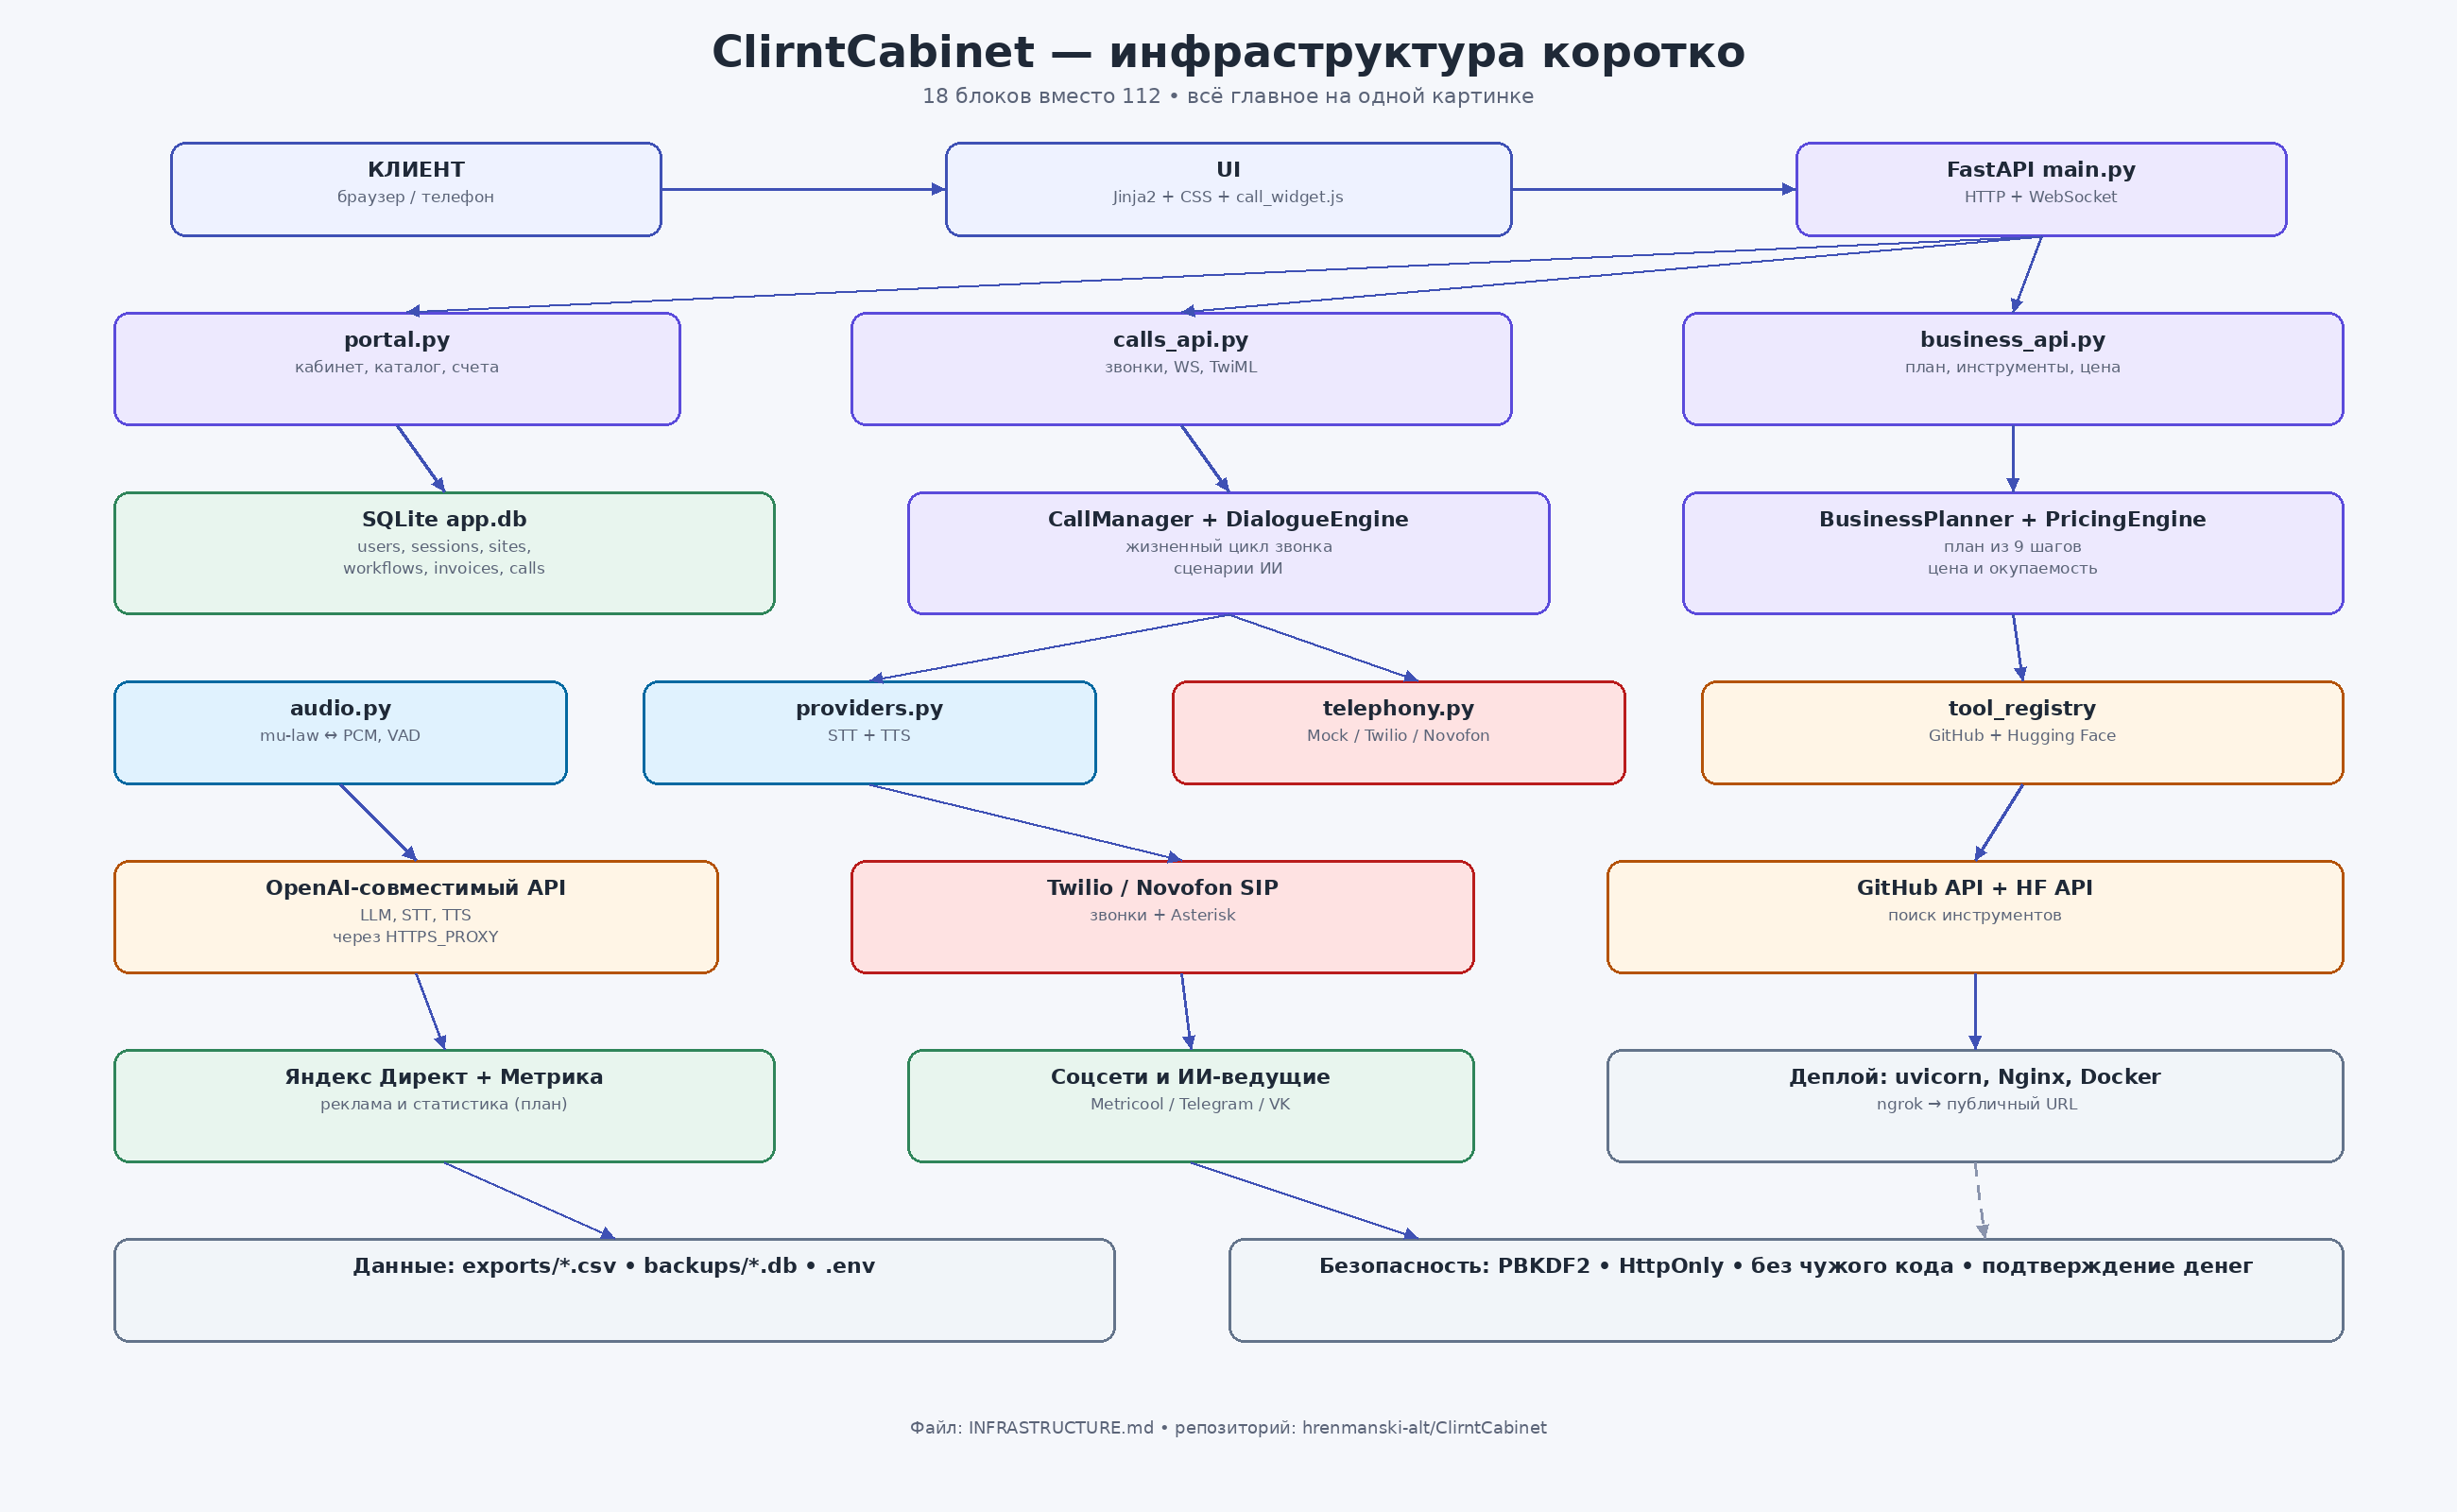 ClirntCabinet — инфраструктура коротко
18 блоков вместо 112 • всё главное на одной картинке
КЛИЕНТ
браузер / телефон
UI
Jinja2 + CSS + call_widget.js
FastAPI main.py
HTTP + WebSocket
portal.py
кабинет, каталог, счета
calls_api.py
звонки, WS, TwiML
business_api.py
план, инструменты, цена
SQLite app.db
users, sessions, sites,
workflows, invoices, calls
CallManager + DialogueEngine
жизненный цикл звонка
сценарии ИИ
BusinessPlanner + PricingEngine
план из 9 шагов
цена и окупаемость
audio.py
mu-law ↔ PCM, VAD
providers.py
STT + TTS
telephony.py
Mock / Twilio / Novofon
tool_registry
GitHub + Hugging Face
OpenAI-совместимый API
LLM, STT, TTS
через HTTPS_PROXY
Twilio / Novofon SIP
звонки + Asterisk
GitHub API + HF API
поиск инструментов
Яндекс Директ + Метрика
реклама и статистика (план)
Соцсети и ИИ-ведущие
Metricool / Telegram / VK
Деплой: uvicorn, Nginx, Docker
ngrok → публичный URL
Данные: exports/*.csv • backups/*.db • .env
Безопасность: PBKDF2 • HttpOnly • без чужого кода • подтверждение денег
Файл: INFRASTRUCTURE.md • репозиторий: hrenmanski-alt/ClirntCabinet